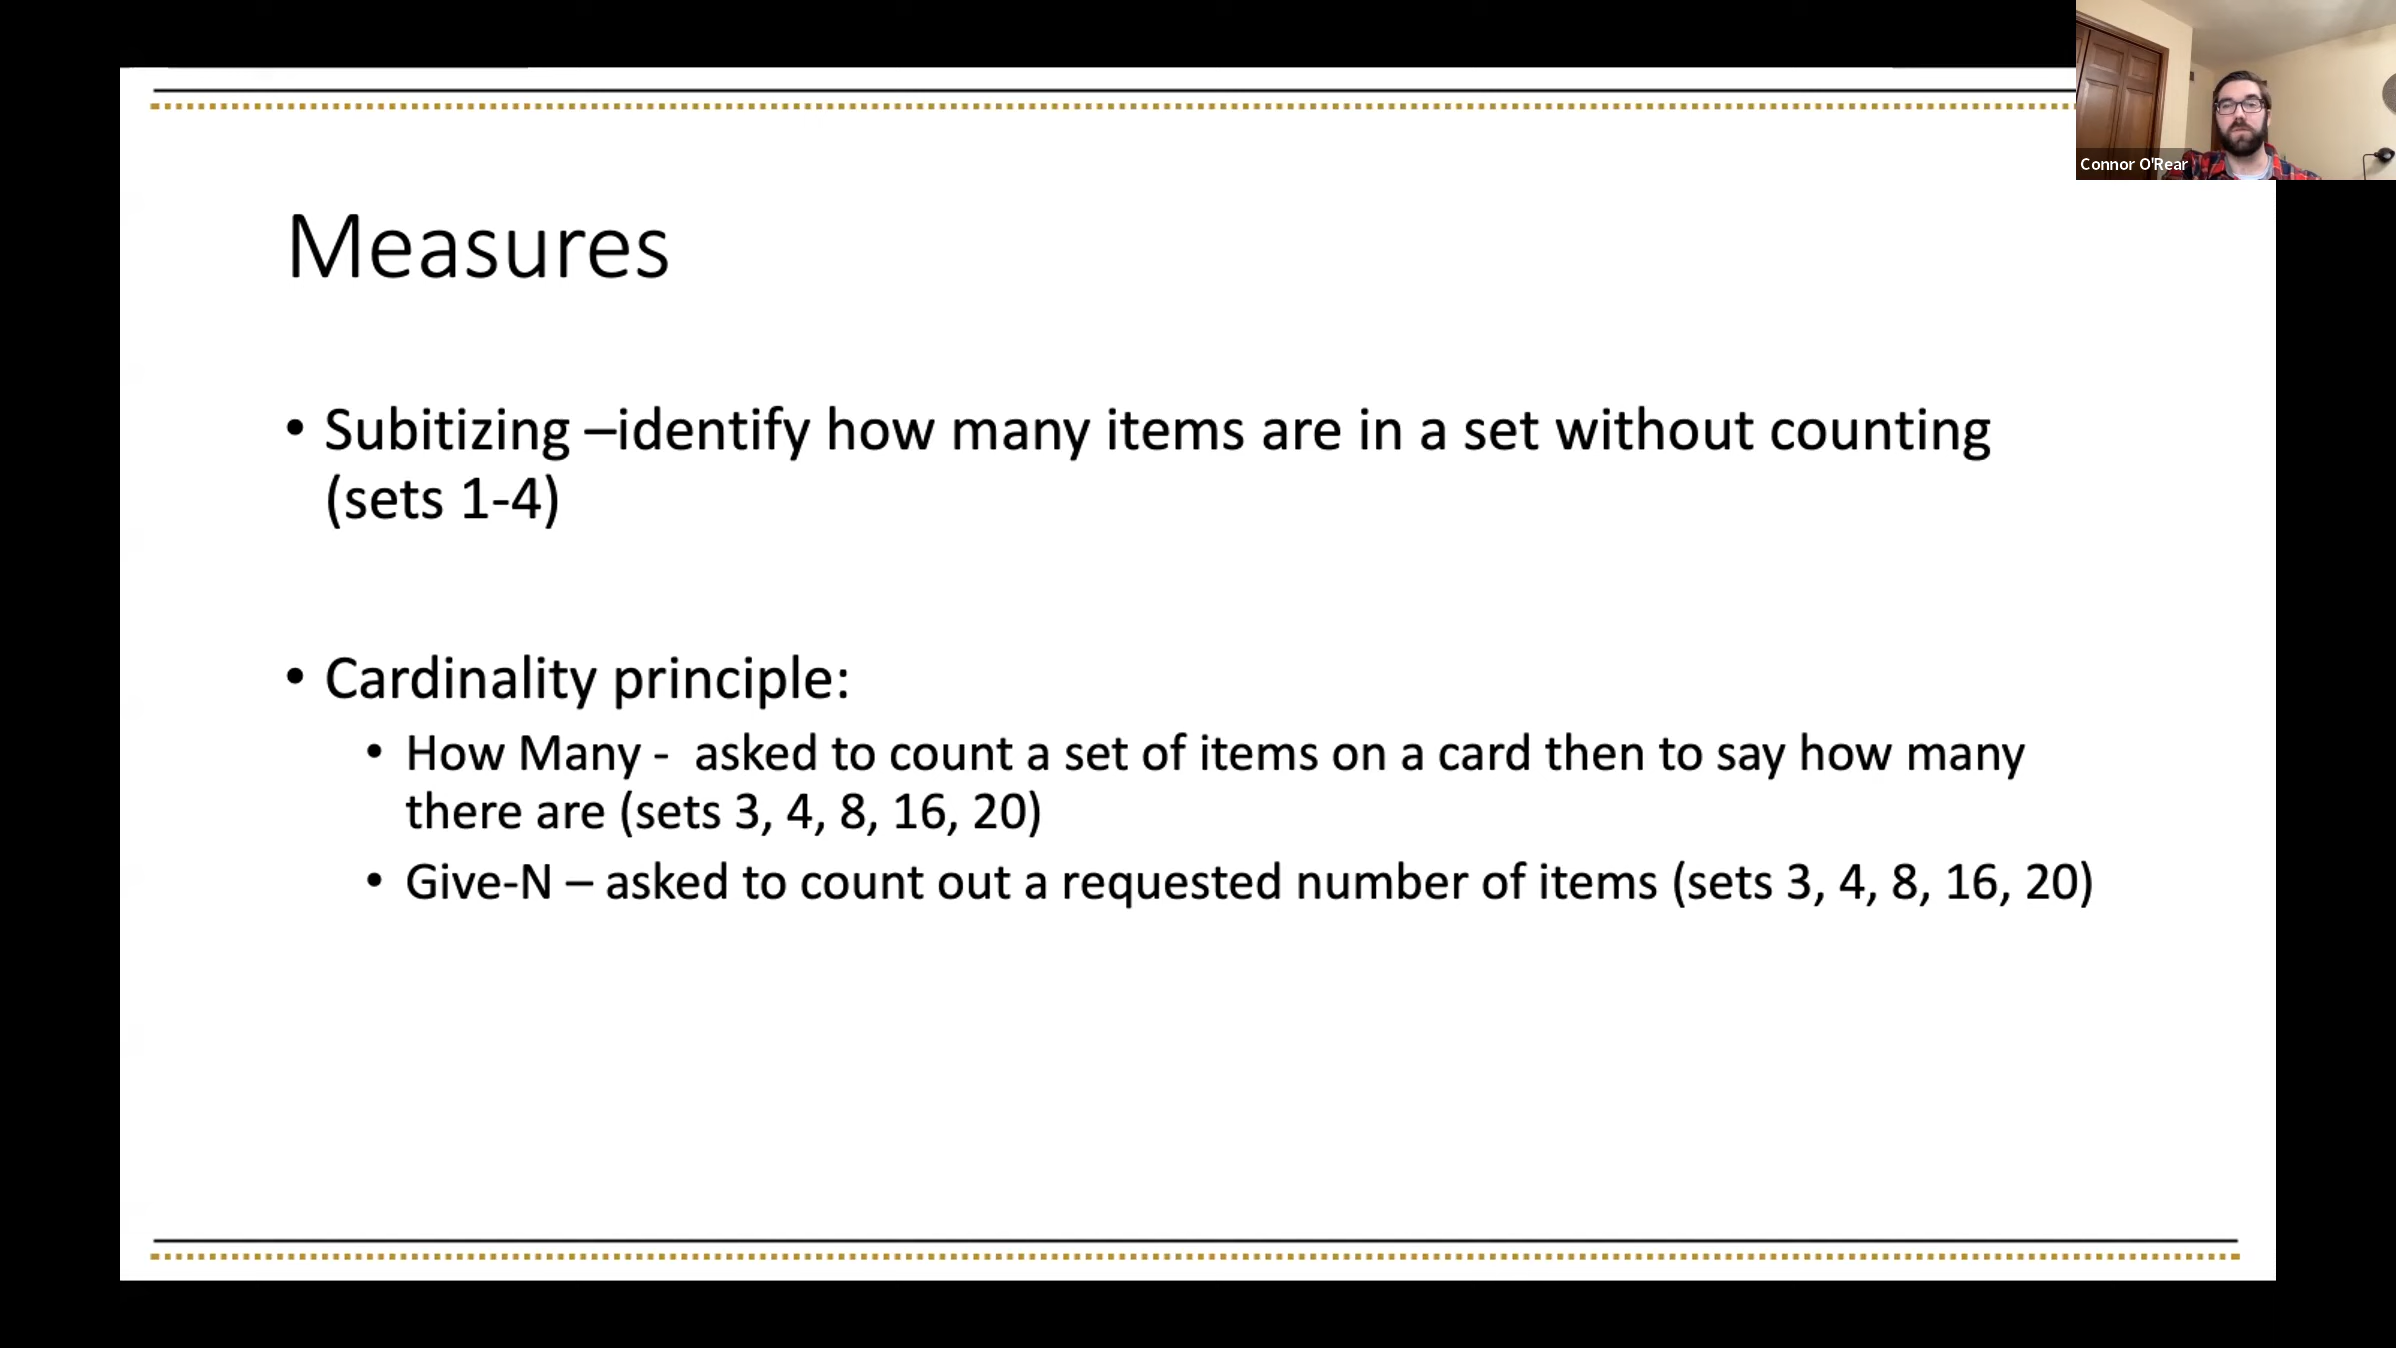 Connor O'Rear
Measures
• Subitizing –identify how many items are in a set without counting
(sets 1-4)
• Cardinality principle:
• How Many -  asked to count a set of items on a card then to say how many
there are (sets 3, 4, 8, 16, 20)
• Give-N – asked to count out a requested number of items (sets 3, 4, 8, 16, 20)